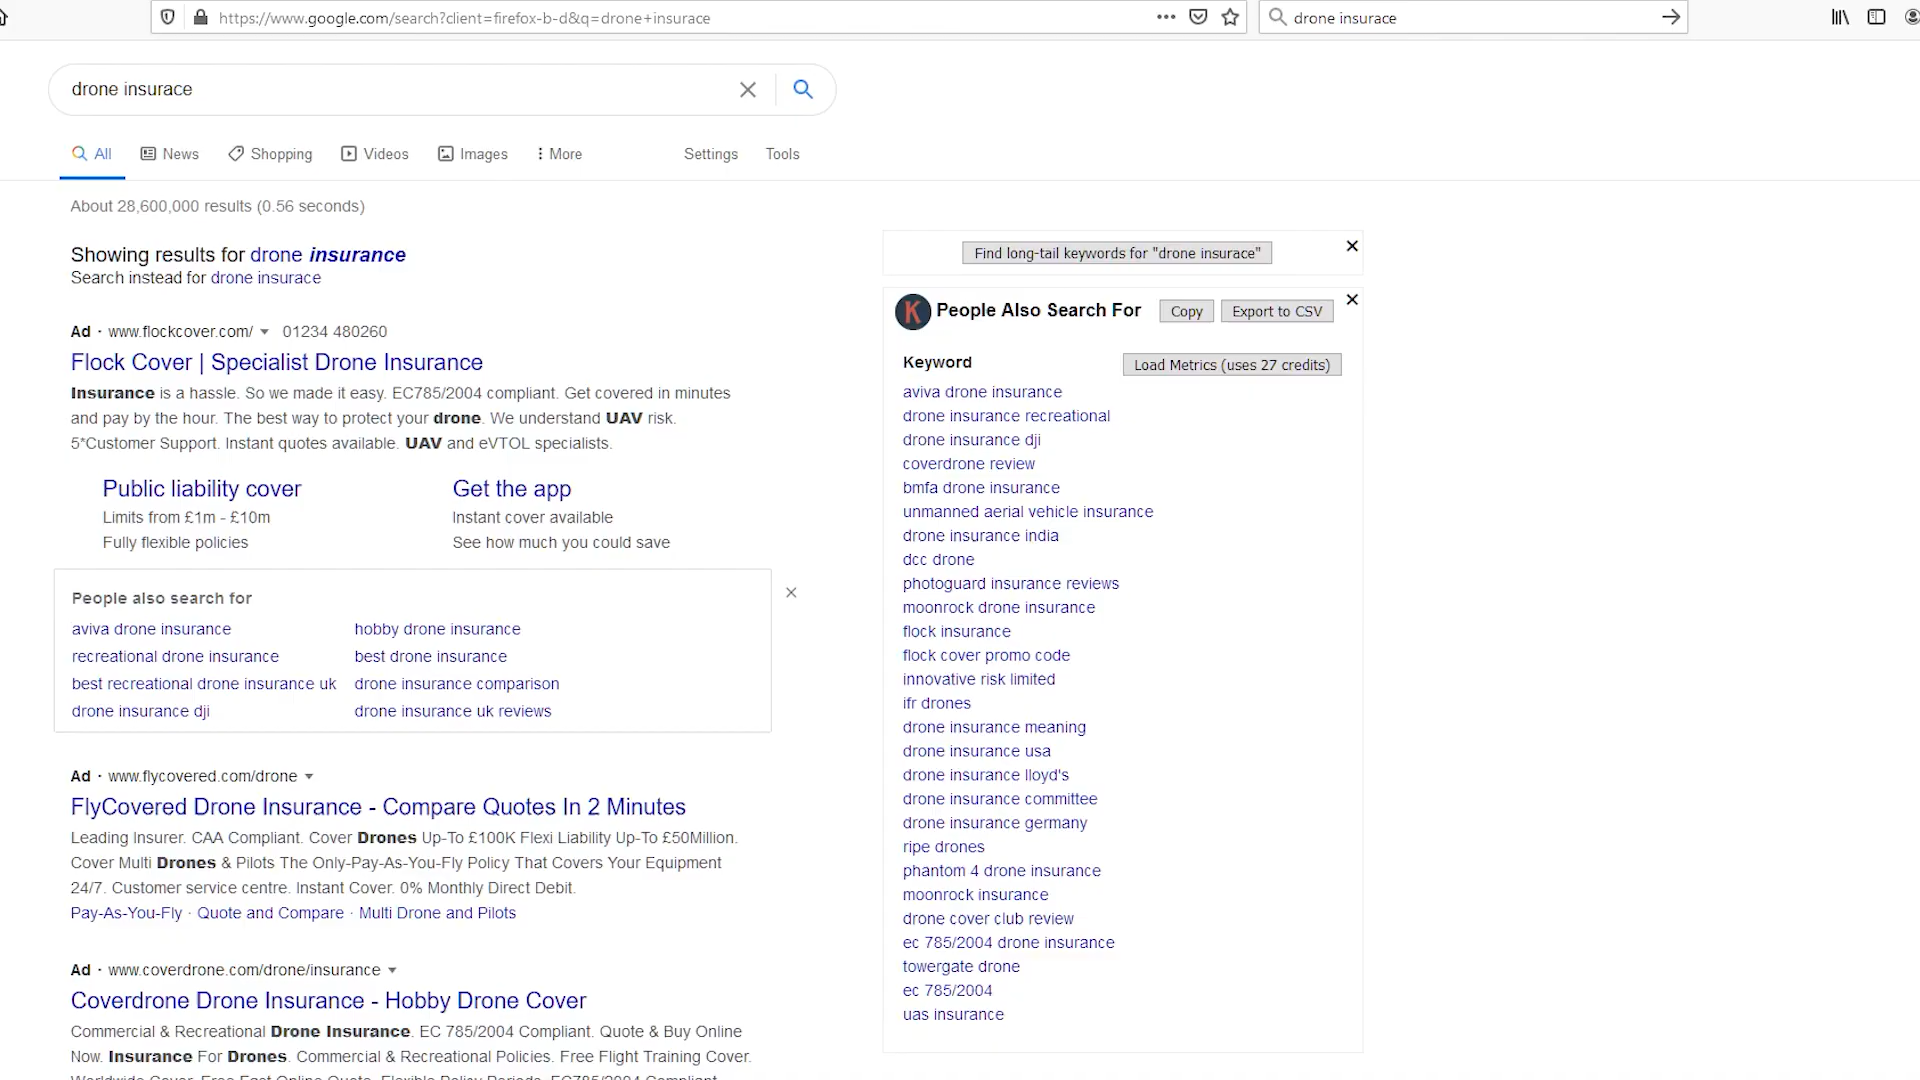 https://www.google.com/search?client=firefox-b-d&q=drone+insurace
drone insurace
drone insurace
All
News
Shopping
Videos
Images
More
Settings
Tools
About 28,600,000 results (0.56 seconds)
Showing results for drone insurance
Search instead for drone insurace
Ad · www.flockcover.com/ 01234 480260
Flock Cover | Specialist Drone Insurance
Insurance is a hassle. So we made it easy. EC785/2004 compliant. Get covered in minutes
and pay by the hour. The best way to protect your drone. We understand UAV risk.
5*Customer Support. Instant quotes available. UAV and eVTOL specialists.
Public liability cover
Limits from £1m - £10m
Fully flexible policies
Get the app
Instant cover available
See how much you could save
People also search for
aviva drone insurance
recreational drone insurance
best recreational drone insurance uk
drone insurance dji
hobby drone insurance
best drone insurance
drone insurance comparison
drone insurance uk reviews
Ad · www.flycovered.com/drone
FlyCovered Drone Insurance - Compare Quotes In 2 Minutes
Leading Insurer. CAA Compliant. Cover Drones Up-To £100K Flexi Liability Up-To £50Million.
Cover Multi Drones & Pilots The Only-Pay-As-You-Fly Policy That Covers Your Equipment
24/7. Customer service centre. Instant Cover. 0% Monthly Direct Debit.
Pay-As-You-Fly · Quote and Compare · Multi Drone and Pilots
Ad · www.coverdrone.com/drone/insurance
Coverdrone Drone Insurance - Hobby Drone Cover
Commercial & Recreational Drone Insurance. EC 785/2004 Compliant. Quote & Buy Online
Now. Insurance For Drones. Commercial & Recreational Policies. Free Flight Training Cover.
Worldwide Cover. Free Fast Online Quote. Flexible Policy Periods. EC785/2004 Compliant.
Find long-tail keywords for "drone insurace"
K People Also Search For
Copy
Export to CSV
Keyword
Load Metrics (uses 27 credits)
aviva drone insurance
drone insurance recreational
drone insurance dji
coverdrone review
bmfa drone insurance
unmanned aerial vehicle insurance
drone insurance india
dcc drone
photoguard insurance reviews
moonrock drone insurance
flock insurance
flock cover promo code
innovative risk limited
ifr drones
drone insurance meaning
drone insurance usa
drone insurance lloyd's
drone insurance committee
drone insurance germany
ripe drones
phantom 4 drone insurance
moonrock insurance
drone cover club review
ec 785/2004 drone insurance
towergate drone
ec 785/2004
uas insurance